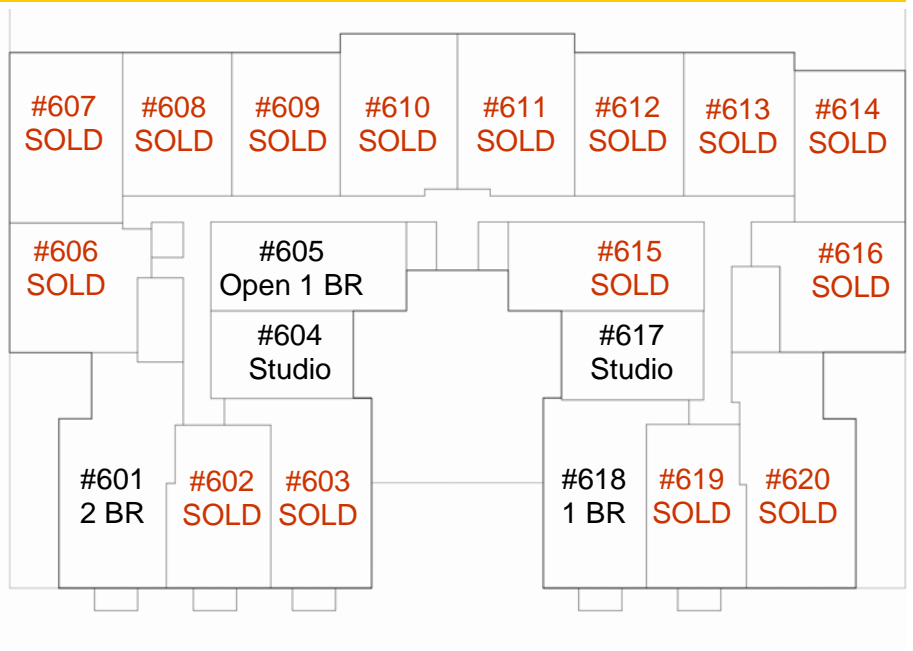 #607
SOLD
#608
SOLD
#609
SOLD
#610
SOLD
#611
SOLD
#612
SOLD
#613
SOLD
#614
SOLD
#606
SOLD
#605
Open 1 BR
#615
SOLD
#616
SOLD
#604
Studio
#617
Studio
#601
2 BR
#602
SOLD
#603
SOLD
#618
1 BR
#619
SOLD
#620
SOLD